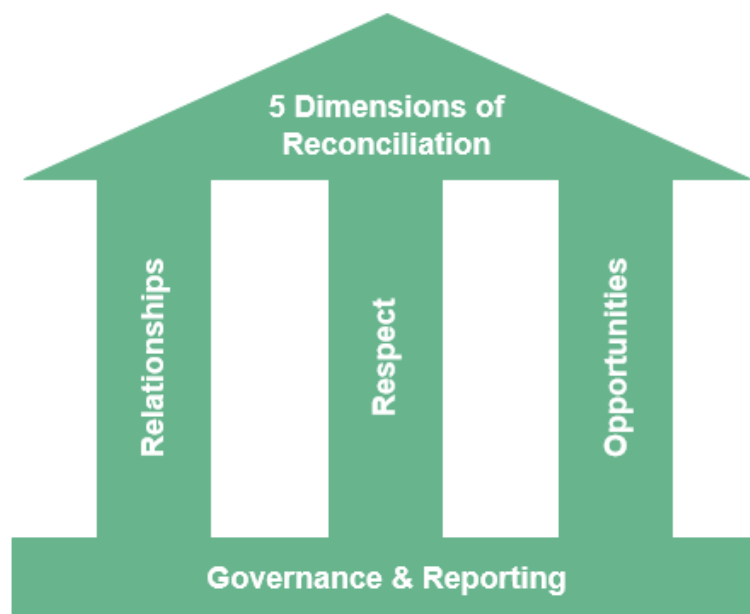 5 Dimensions of
Reconciliation
Relationships
Respect
Opportunities
Governance & Reporting